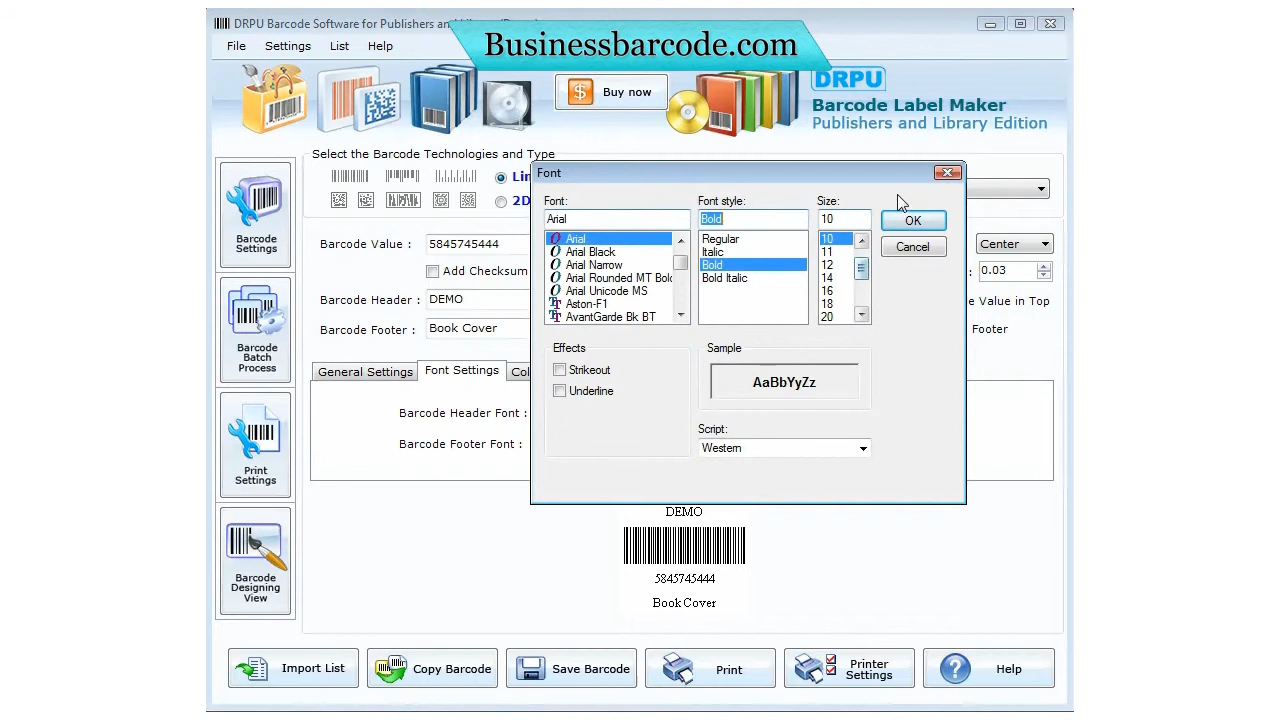 DRPU Barcode Software for Publishers an
Businessbarcode.com
File Settings List Help
Buy now
DRPU
Barcode Label Maker
Publishers and Library Edition
Select the Barcode Technologies and Type
Lin
2D
Barcode Settings
Barcode Batch Process
Print Settings
Barcode Designing View
Barcode Value : 5845745444
Add Checksum
Barcode Header : DEMO
Barcode Footer : Book Cover
Center
: 0.03
e Value in Top
Footer
General Settings Font Settings Col
Barcode Header Font :
Barcode Footer Font :
Font
Font:
Arial
Arial
Arial Black
Arial Narrow
Arial Rounded MT Bold
Arial Unicode MS
Aston-F1
AvantGarde Bk BT
Font style:
Bold
Regular
Italic
Bold
Bold Italic
Size:
10
10
11
12
14
16
18
20
OK
Cancel
Effects
Strikeout
Underline
Sample
AaBbYyZz
Script:
Western
DEMO
5845745444
Book Cover
Import List
Copy Barcode
Save Barcode
Print
Printer Settings
Help